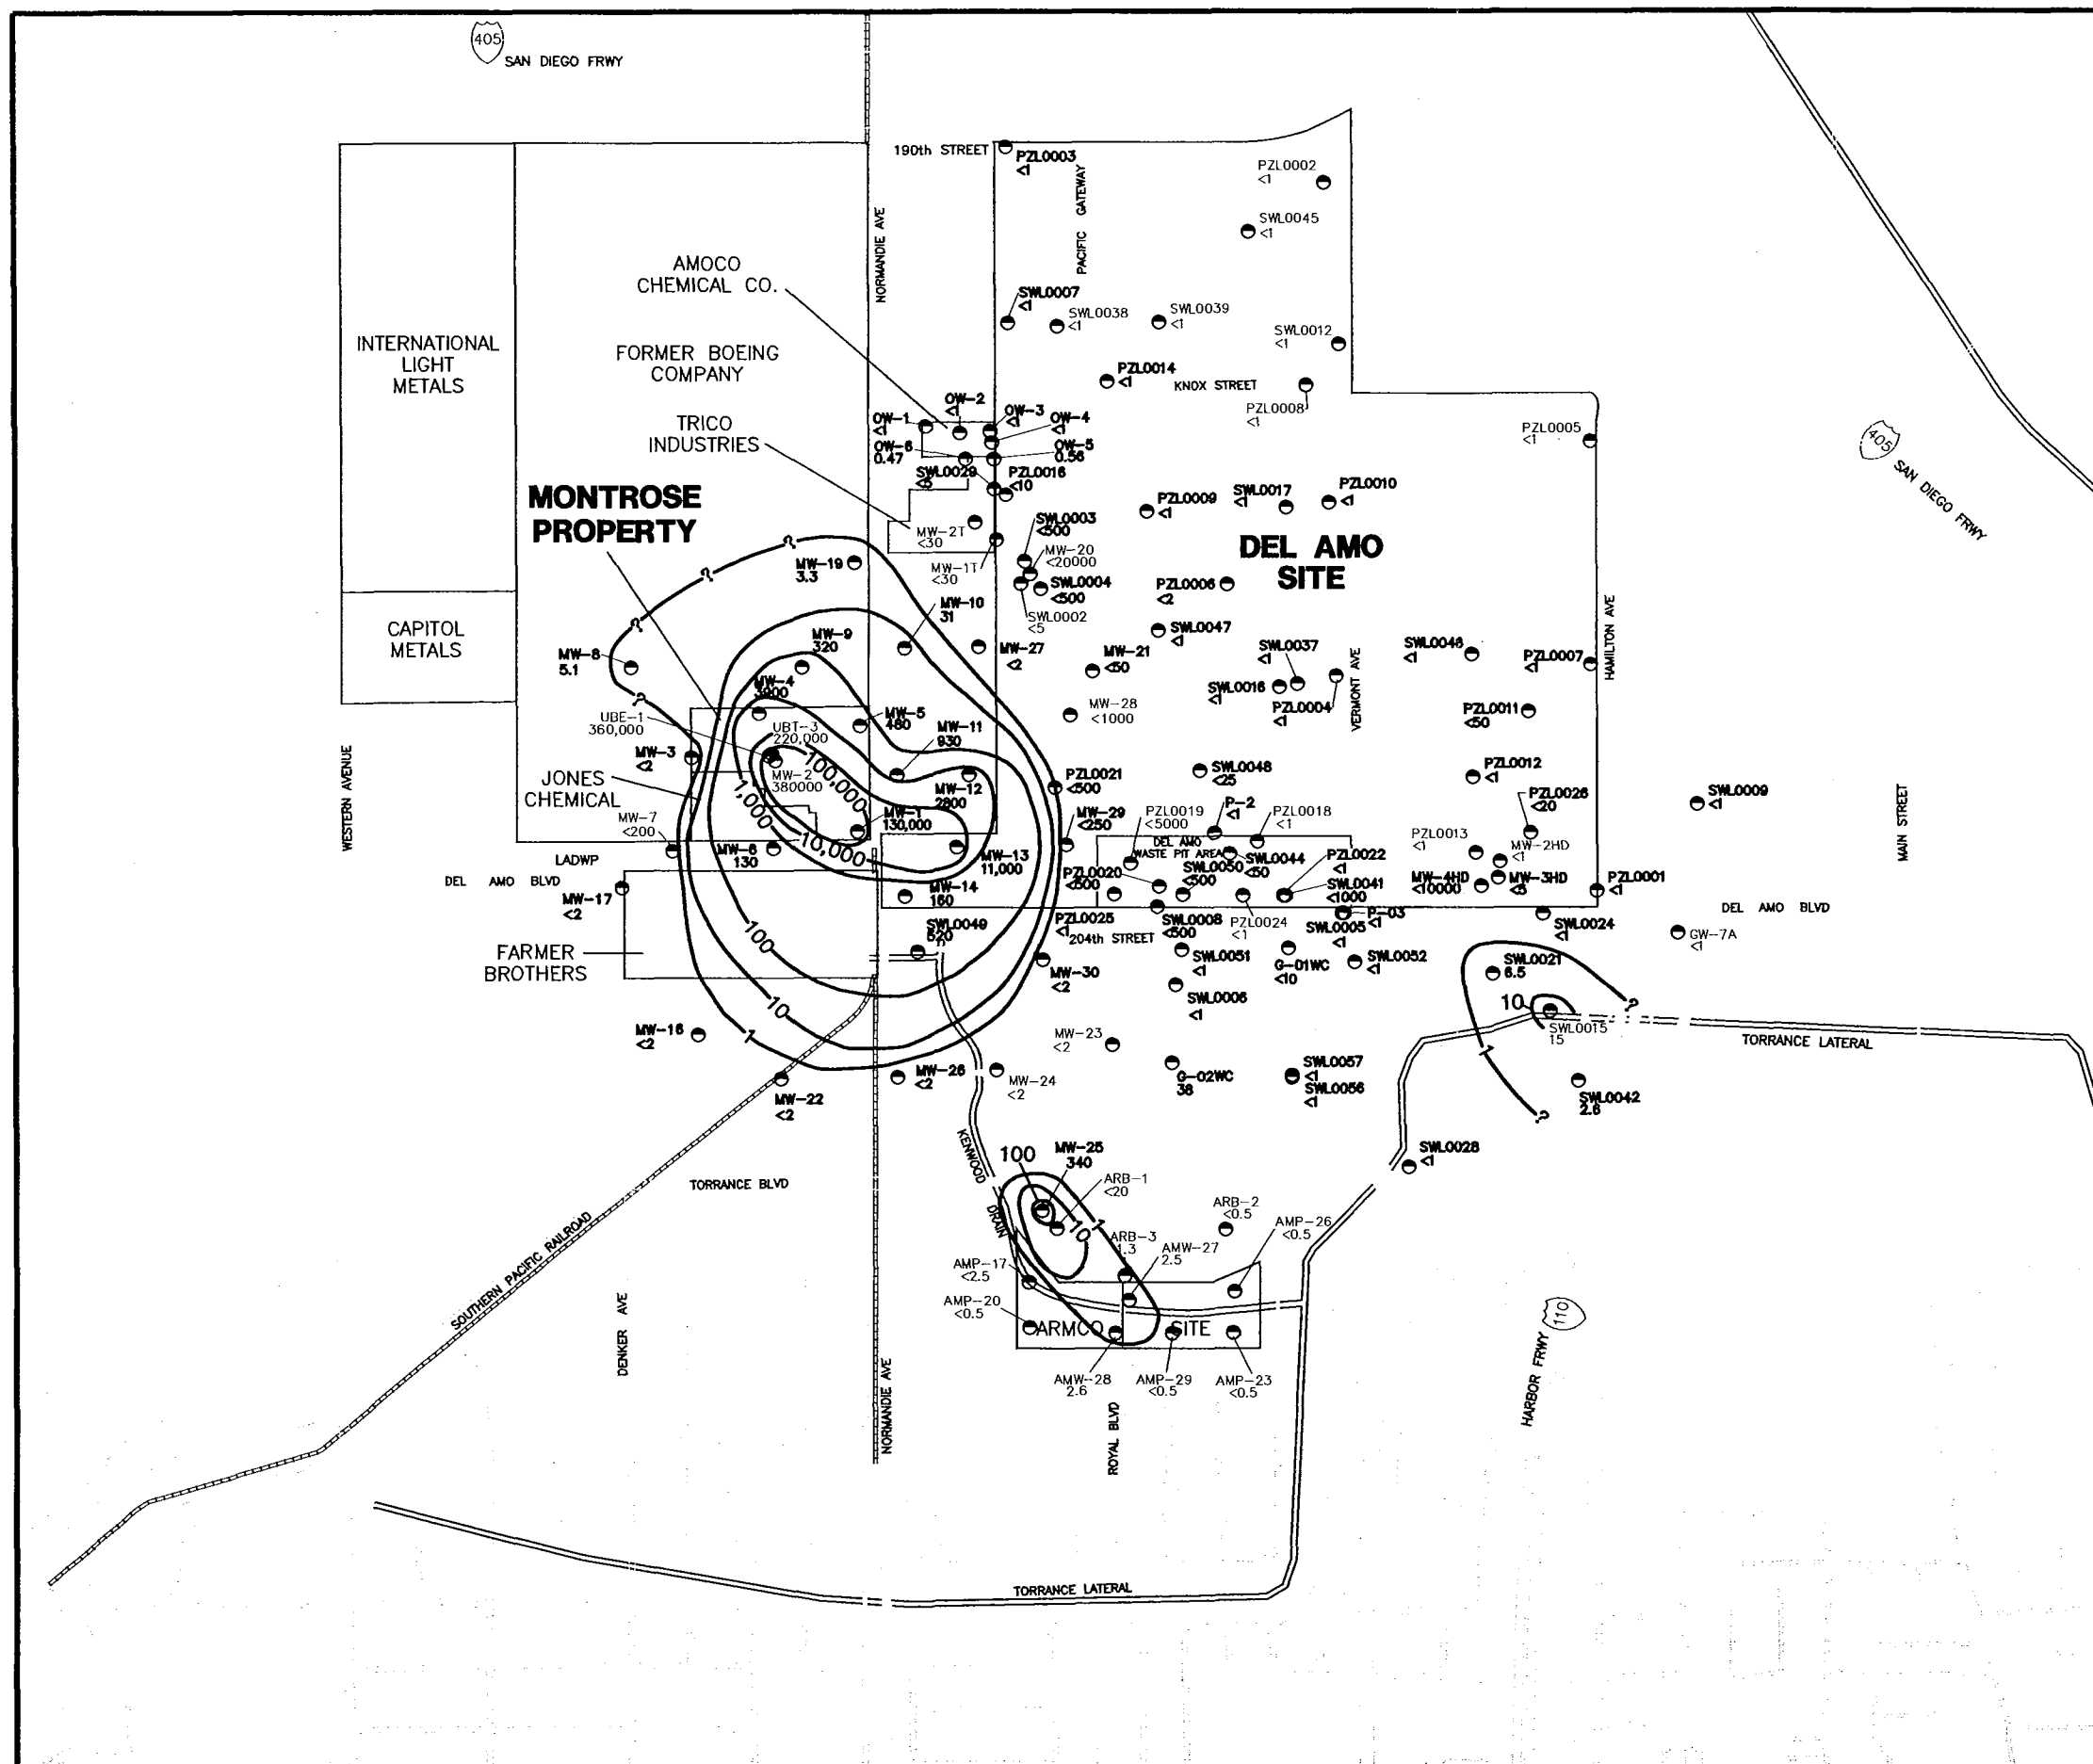 405
SAN DIEGO FRWY
190th STREET
PZL0003
<1
PACIFIC GATEWAY
PZL0002
<1
SWL0045
<1
NORMANDIE AVE
AMOCO
CHEMICAL CO.
SWL0007
<1
SWL0038
<1
SWL0039
<1
SWL0012
<1
INTERNATIONAL
LIGHT
METALS
FORMER BOEING
COMPANY
PZL0014
<1
KNOX STREET
PZL0008
<1
PZL0005
<1
405
SAN DIEGO FRWY
TRICO
INDUSTRIES
OW-1
<1
OW-2
<1
OW-3
<1
OW-4
<1
OW-6
0.47
OW-5
0.56
SWL0029
<5
PZL0016
<10
MONTROSE
PROPERTY
PZL0009
<1
SWL0017
<1
PZL0010
<1
MW-2T
<30
SWL0003
<500
MW-20
<20000
DEL AMO
SITE
?
?
MW-19
3.3
MW-1T
<30
SWL0004
<500
PZL0006
<2
SWL0002
<5
CAPITOL
METALS
MW-10
31
HAMILTON AVE
MW-8
5.1
?
?
MW-9
320
MW-27
<2
MW-21
<50
SWL0047
<1
SWL0037
<1
VERMONT AVE
SWL0046
<1
PZL0007
<1
MW-4
3900
SWL0016
<1
PZL0004
<1
PZL0011
<50
UBE-1
360,000
UBT-3
220,000
MW-5
480
MW-11
930
MW-28
<1000
MW-3
<2
MW-2
380000
100,000
MW-12
2800
PZL0021
<500
SWL0048
<25
PZL0012
<1
WESTERN AVENUE
JONES
CHEMICAL
1,000
10,000
MW-1
130,000
MW-29
<250
PZL0019
<5000
P-2
<1
PZL0018
<1
PZL0026
<20
SWL0009
<1
MAIN STREET
MW-7
<200
MW-6
130
MW-13
11,000
DEL AMO
WASTE PIT AREA
SWL0044
<50
PZL0022
<1
PZL0013
<1
MW-2HD
<1
LADWP
DEL AMO BLVD
MW-17
<2
MW-14
160
PZL0020
<500
SWL0050
<500
SWL0041
<1000
MW-4HD
<10000
MW-3HD
<5
PZL0001
<1
DEL AMO BLVD
100
SWL0049
520
PZL0025
<1
204th STREET
SWL0008
<500
PZL0024
<1
SWL0005
<1
P-03
SWL0024
<1
GW-7A
<1
FARMER
BROTHERS
MW-30
<2
SWL0051
<1
G-01WC
<10
SWL0052
<1
SWL0021
6.5
10
1
MW-16
<2
SWL0006
<1
10
SWL0015
15
?
TORRANCE LATERAL
MW-23
<2
1
MW-22
<2
MW-26
<2
MW-24
<2
G-02WC
38
SWL0057
<1
SWL0056
<1
SWL0042
2.6
?
KENWOOD
DRAIN
SWL0028
<1
TORRANCE BLVD
100
MW-25
340
ARB-1
<20
10
1
ARB-2
<0.5
AMP-26
<0.5
ARB-3
1.3
AMW-27
2.5
AMP-17
<2.5
AMP-20
<0.5
ARMCO SITE
SOUTHERN PACIFIC RAILROAD
DENKER AVE
NORMANDIE AVE
AMW-28
2.6
AMP-29
<0.5
AMP-23
<0.5
ROYAL BLVD
HARBOR FRWY
110
TORRANCE LATERAL